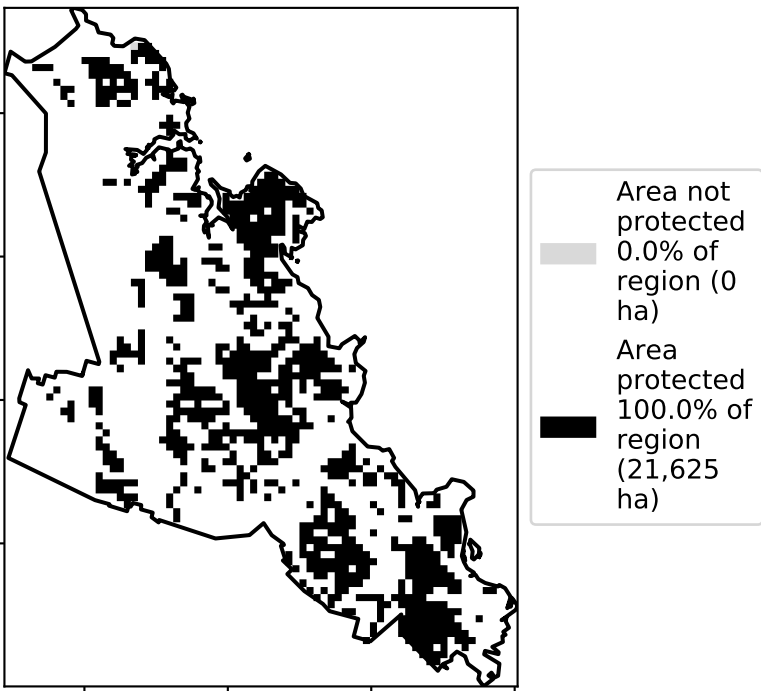 Area not
protected
0.0% of
region (0
ha)
Area
protected
100.0% of
region
(21,625
ha)